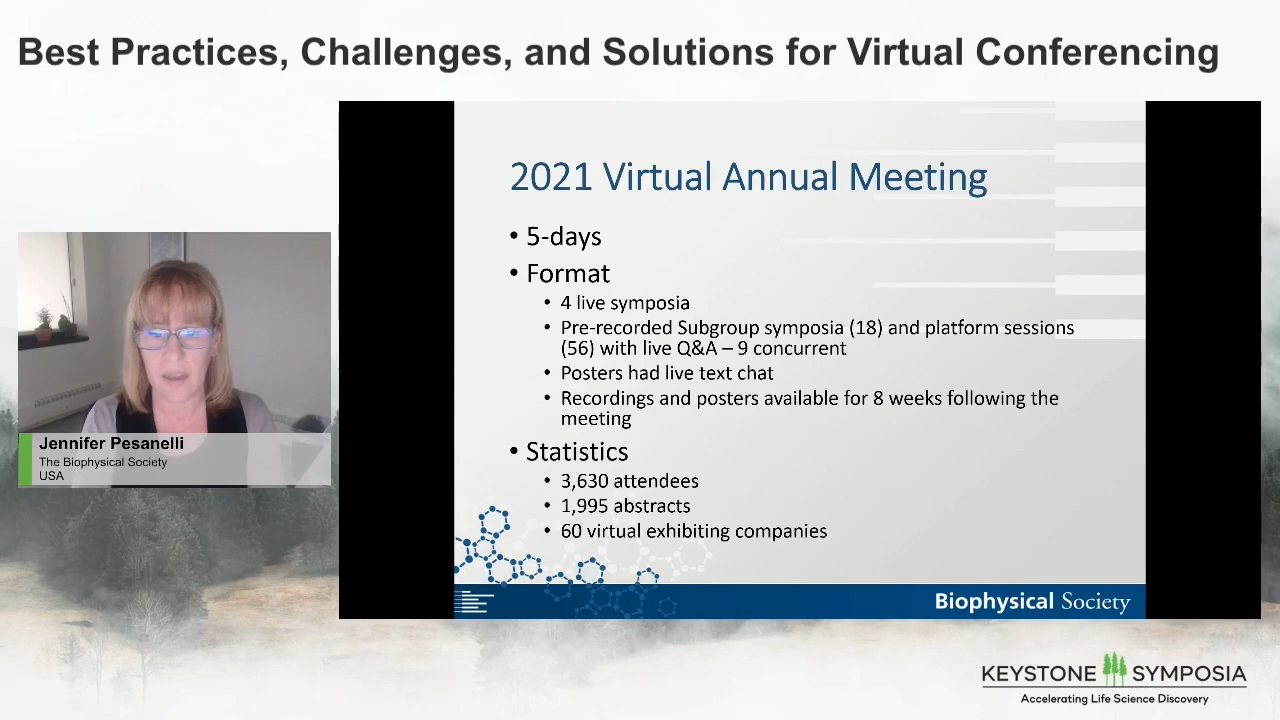 Best Practices, Challenges, and Solutions for Virtual Conferencing
2021 Virtual Annual Meeting
• 5-days
• Format
• 4 live symposia
• Pre-recorded Subgroup symposia (18) and platform sessions
(56) with live Q&A – 9 concurrent
• Posters had live text chat
• Recordings and posters available for 8 weeks following the
meeting
• Statistics
• 3,630 attendees
• 1,995 abstracts
• 60 virtual exhibiting companies
Biophysical Society
Jennifer Pesanelli
The Biophysical Society
USA
KEYSTONE SYMPOSIA
Accelerating Life Science Discovery